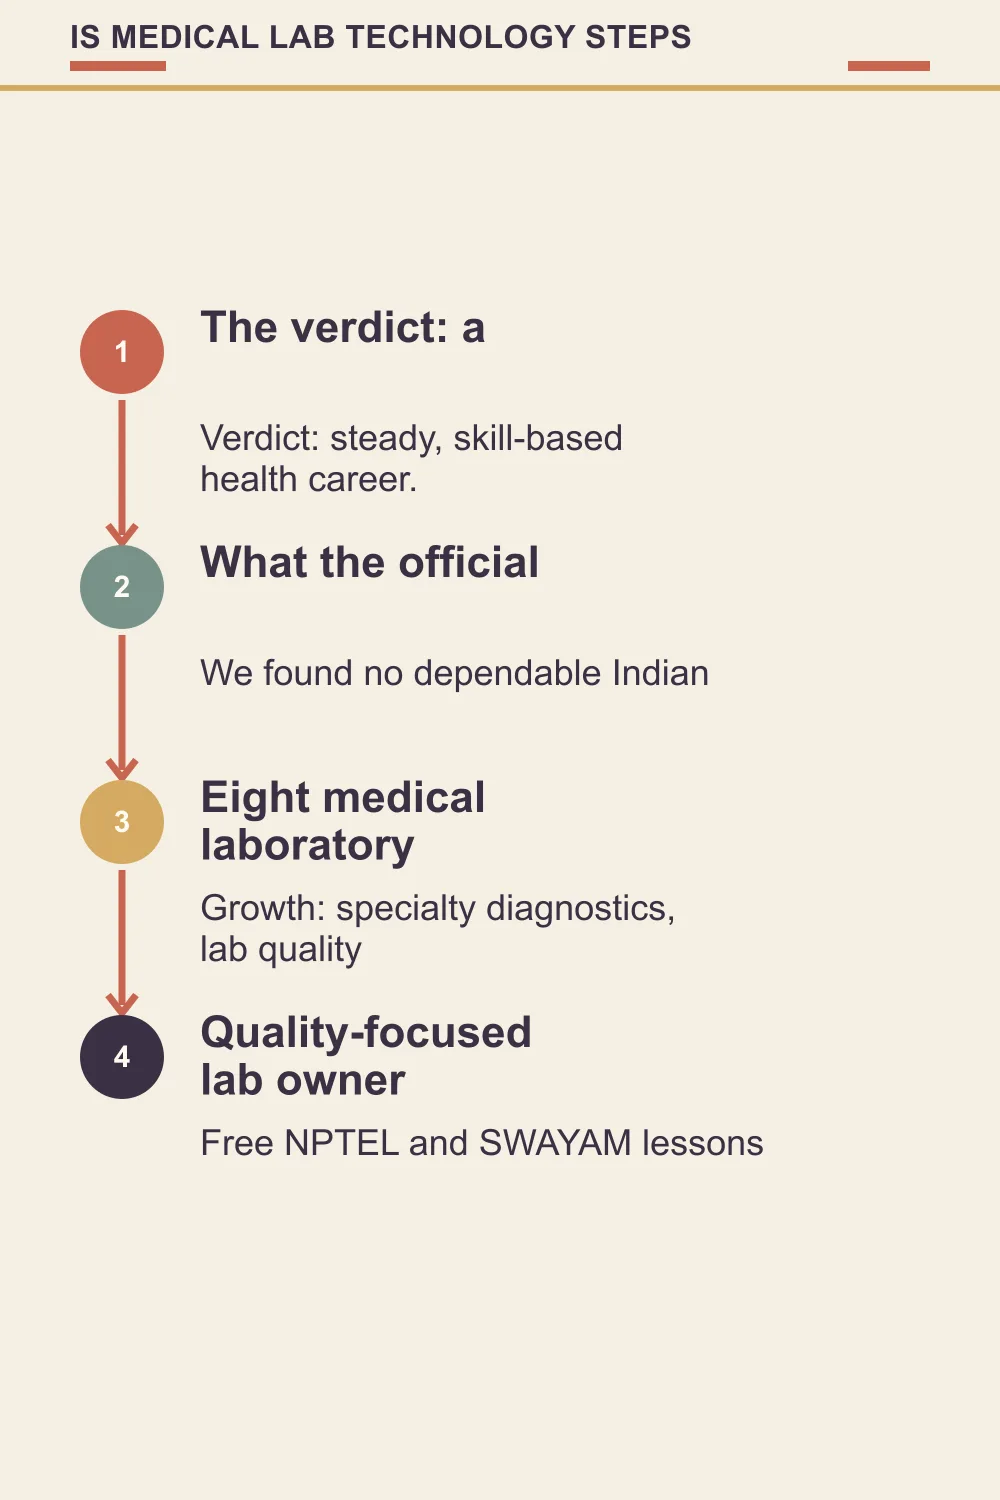 IS MEDICAL LAB TECHNOLOGY STEPS
1
The verdict: a
Verdict: steady, skill-based
health career.
2
What the official
We found no dependable Indian
3
Eight medical
laboratory
Growth: specialty diagnostics,
lab quality
4
Quality-focused
lab owner
Free NPTEL and SWAYAM lessons